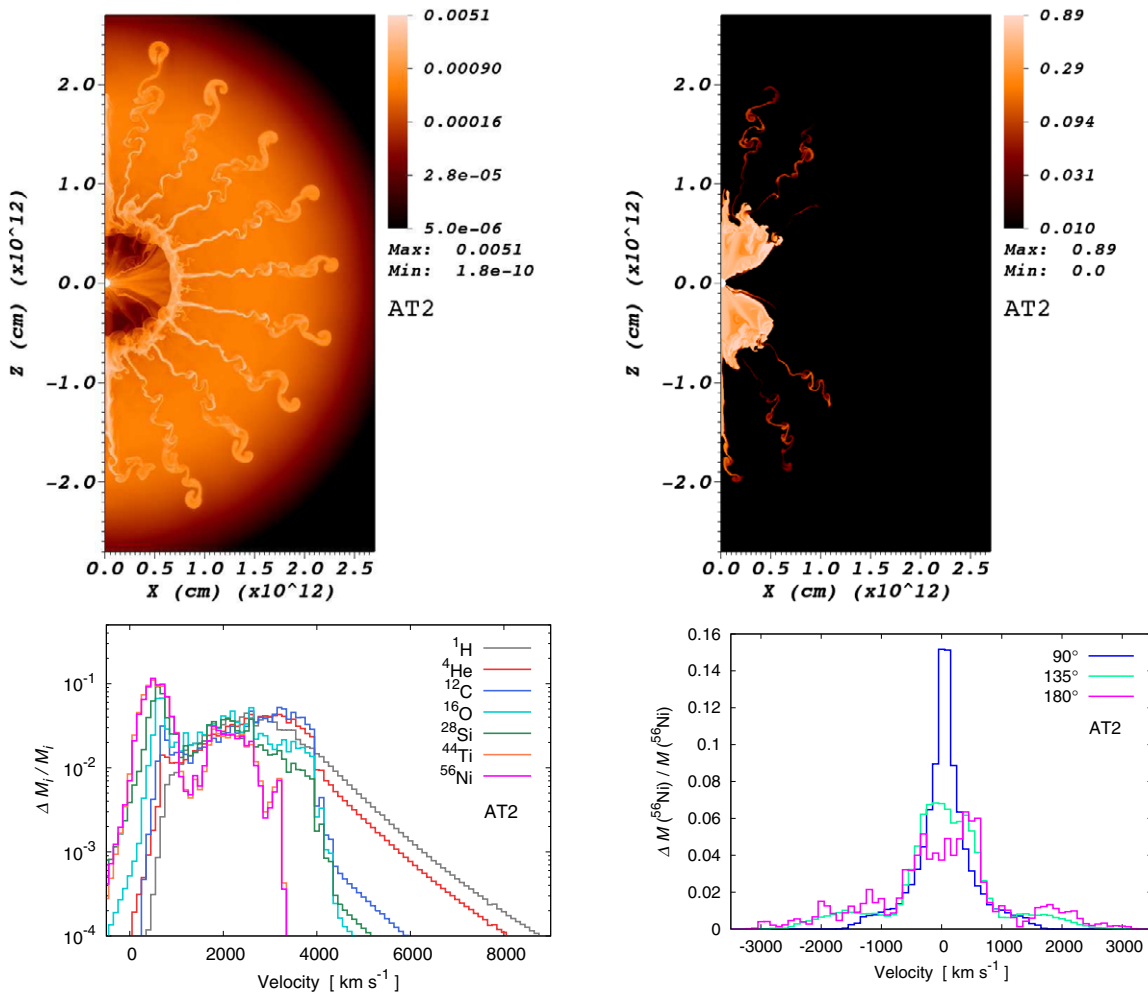 0.0051
0.00090
0.00016
2.8e-05
5.0e-06
Max: 0.0051
Min: 1.8e-10
AT2
2.0
1.0
0.0
-1.0
-2.0
Z (cm) (x10^12)
0.0 0.5 1.0 1.5 2.0 2.5
X (cm) (x10^12)
0.89
0.29
0.094
0.031
0.010
Max: 0.89
Min: 0.0
AT2
2.0
1.0
0.0
-1.0
-2.0
Z (cm) (x10^12)
0.0 0.5 1.0 1.5 2.0 2.5
X (cm) (x10^12)
10⁻¹
10⁻²
10⁻³
10⁻⁴
Δ Mᵢ / Mᵢ
¹H
⁴He
¹²C
¹⁶O
²⁸Si
⁴⁴Ti
⁵⁶Ni
AT2
0 2000 4000 6000 8000
Velocity [ km s⁻¹ ]
0.16
0.14
0.12
0.1
0.08
0.06
0.04
0.02
0
Δ M (⁵⁶Ni) / M (⁵⁶Ni)
90°
135°
180°
AT2
-3000 -2000 -1000 0 1000 2000 3000
Velocity [ km s⁻¹ ]